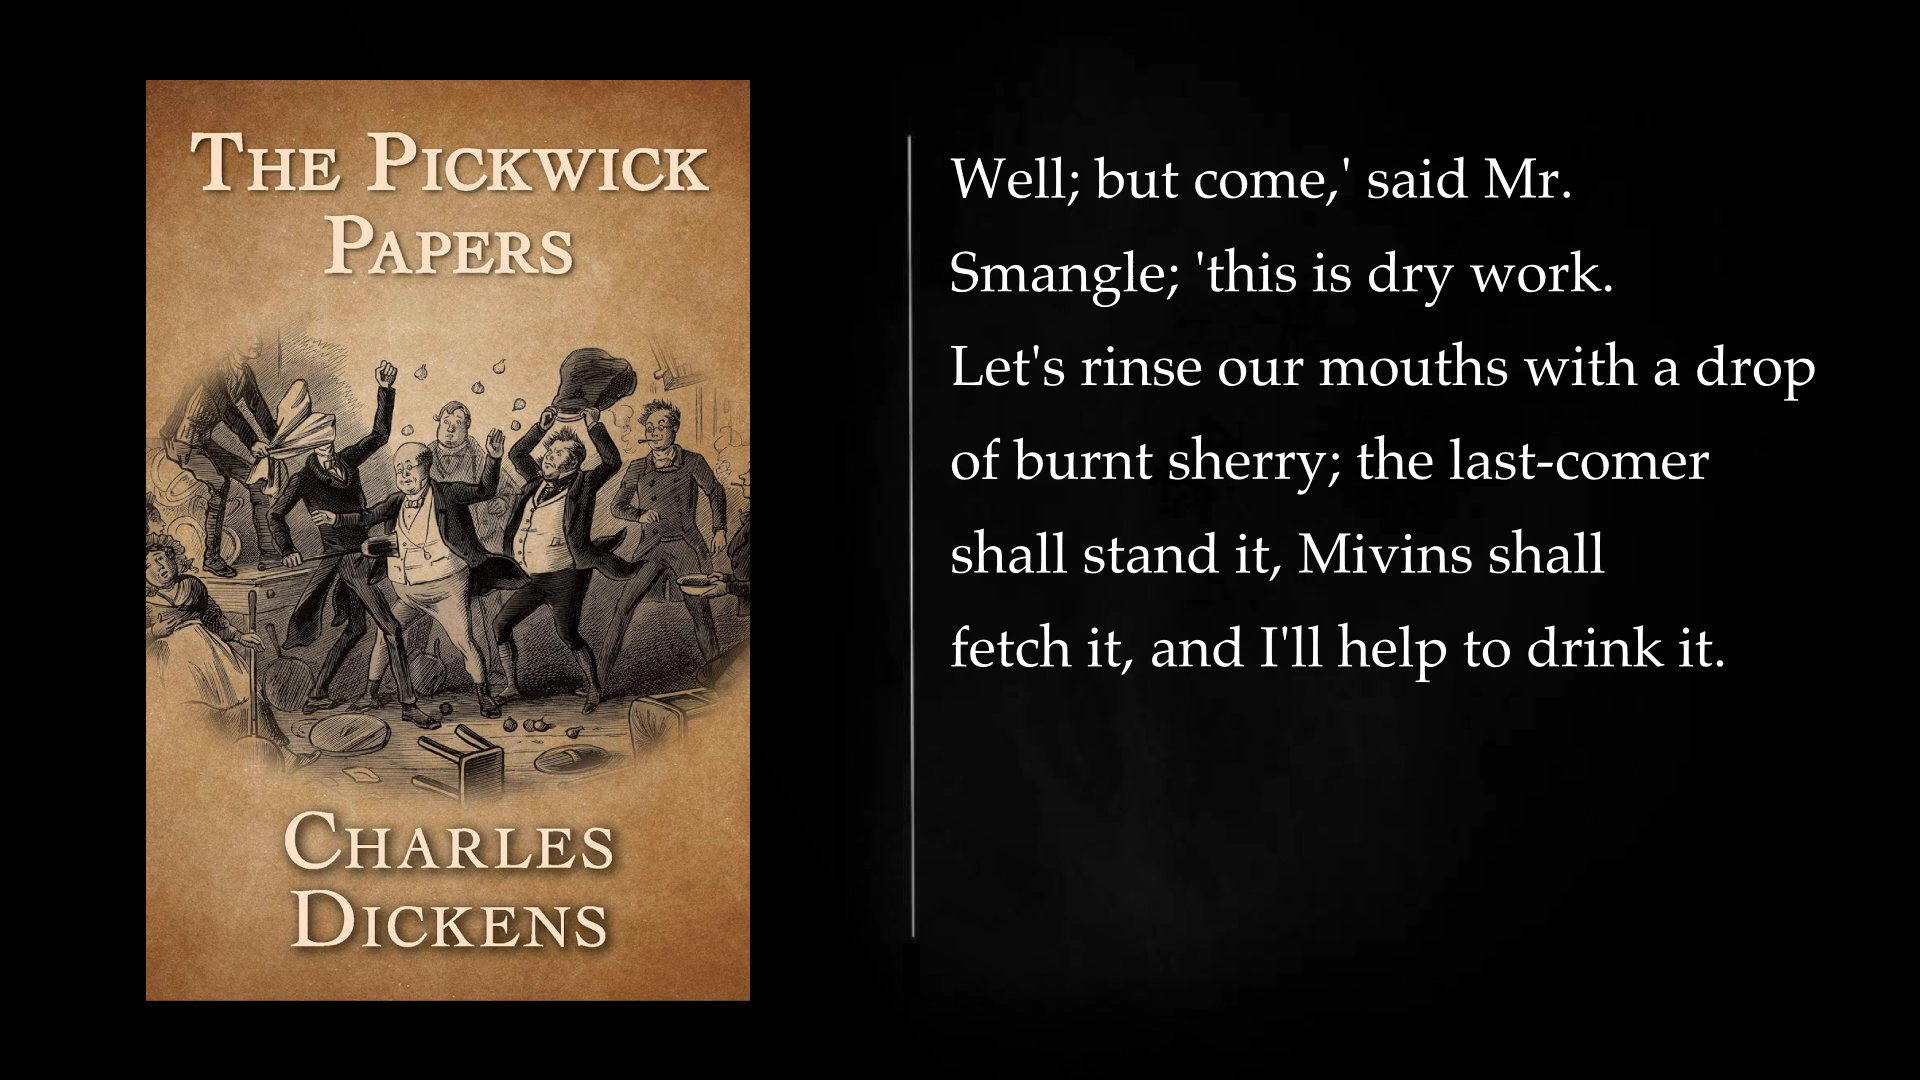 THE PICKWICK
PAPERS
CHARLES
DICKENS
Well; but come,' said Mr.
Smangle; 'this is dry work.
Let's rinse our mouths with a drop
of burnt sherry; the last-comer
shall stand it, Mivins shall
fetch it, and I'll help to drink it.